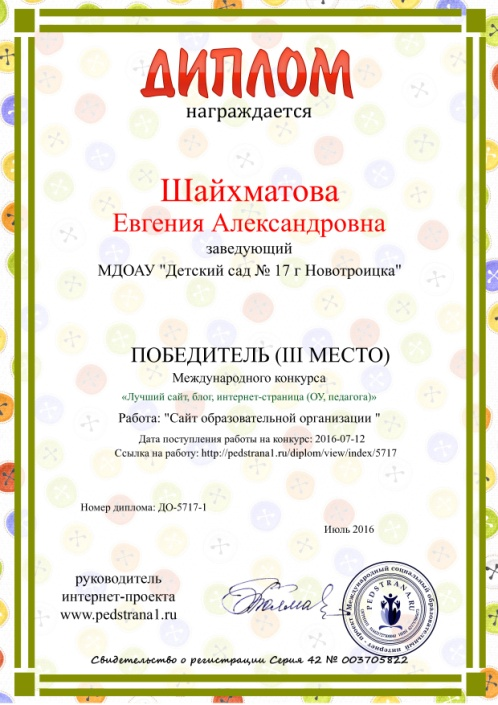 ДИПЛОМ
награждается
Шайхматова
Евгения Александровна
заведующий
МДОАУ "Детский сад № 17 г Новотроицка"
ПОБЕДИТЕЛЬ (III МЕСТО)
Международного конкурса
«Лучший сайт, блог, интернет-страница (ОУ, педагога)»
Работа: "Сайт образовательной организации "
Дата поступления работы на конкурс: 2016-07-12
Ссылка на работу: http://pedstrana1.ru/diplom/view/index/5717
Номер диплома: ДО-5717-1
Июль 2016
руководитель
интернет-проекта
www.pedstrana1.ru
Международный социальный образовательный интернет - проект
PEDSTRANA.RU
Свидетельство о регистрации Серия 42 № 003705822